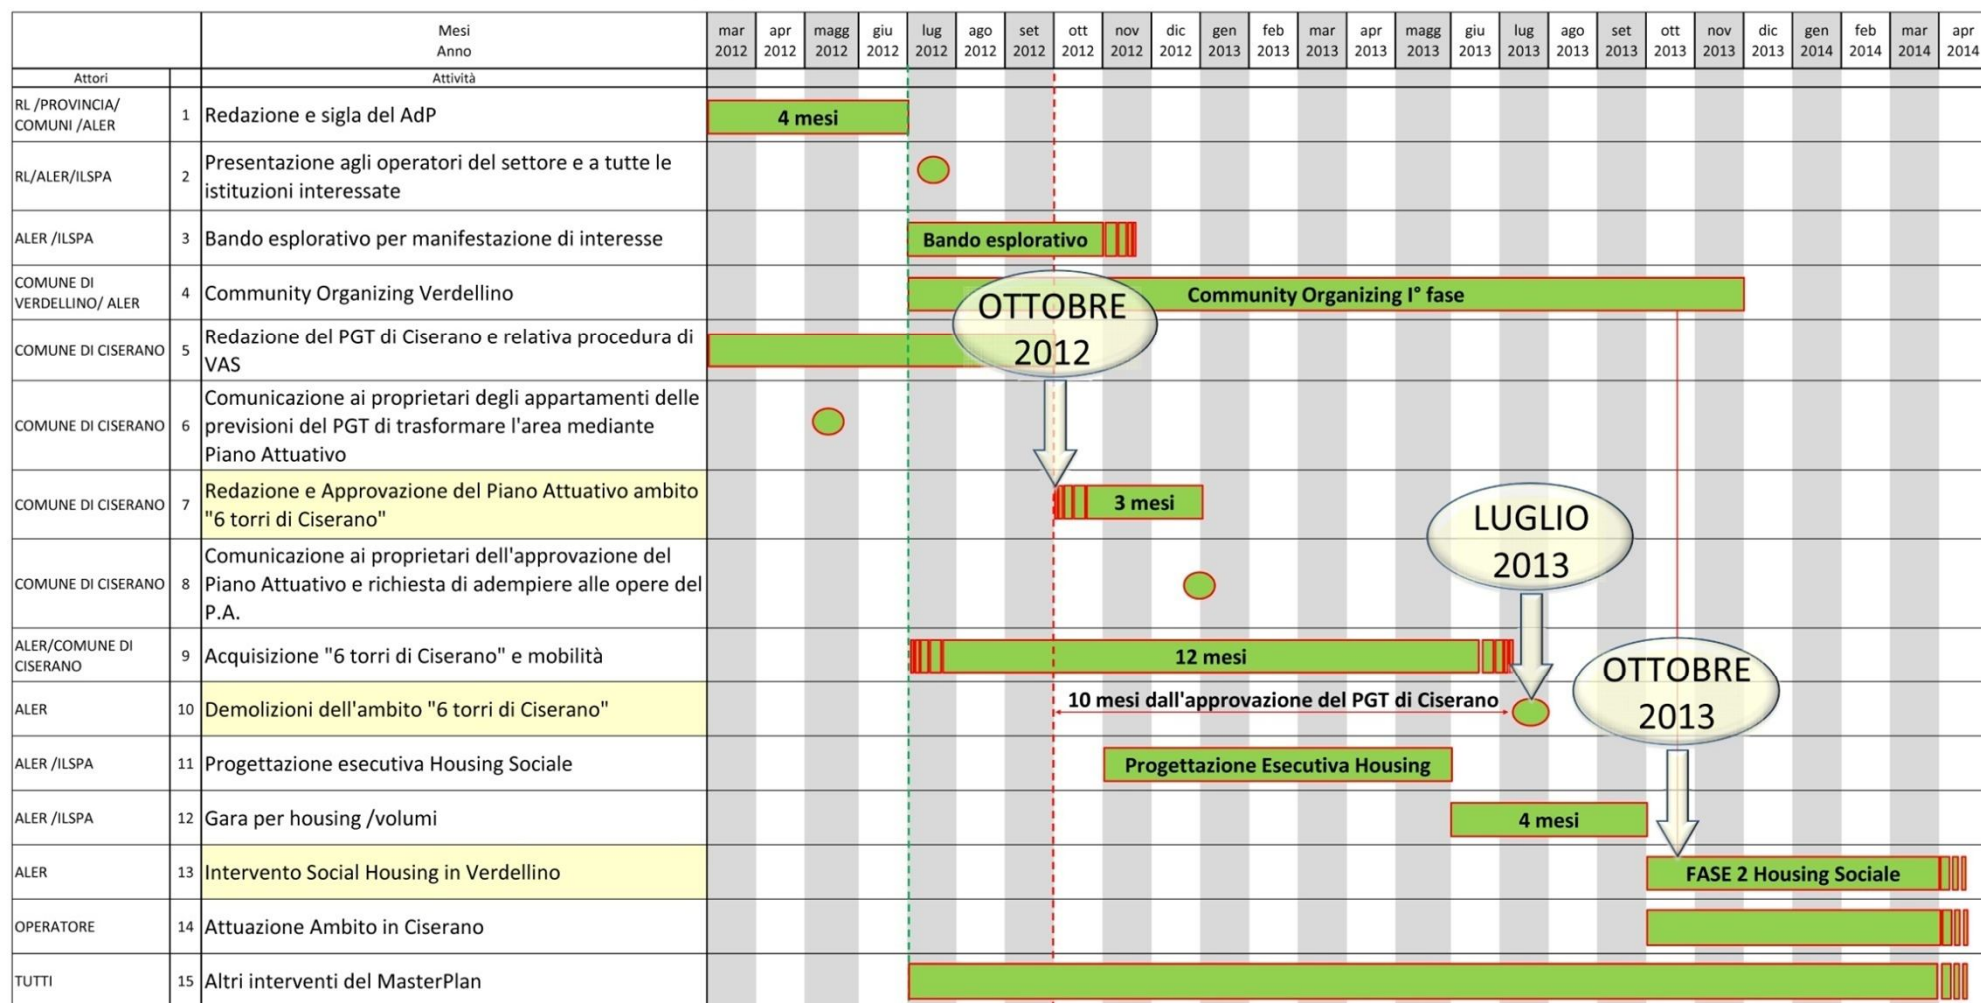 Mesi
Anno
mar 2012
apr 2012
magg 2012
giu 2012
lug 2012
ago 2012
set 2012
ott 2012
nov 2012
dic 2012
gen 2013
feb 2013
mar 2013
apr 2013
magg 2013
giu 2013
lug 2013
ago 2013
set 2013
ott 2013
nov 2013
dic 2013
gen 2014
feb 2014
mar 2014
apr 2014
Attori
Attività
RL /PROVINCIA/
COMUNI /ALER
1
Redazione e sigla del AdP
4 mesi
RL/ALER/ILSPA
2
Presentazione agli operatori del settore e a tutte le
istituzioni interessate
ALER /ILSPA
3
Bando esplorativo per manifestazione di interesse
Bando esplorativo
COMUNE DI
VERDELLINO/ ALER
4
Community Organizing Verdellino
Community Organizing I° fase
OTTOBRE
2012
COMUNE DI CISERANO
5
Redazione del PGT di Ciserano e relativa procedura di
VAS
COMUNE DI CISERANO
6
Comunicazione ai proprietari degli appartamenti delle
previsioni del PGT di trasformare l'area mediante
Piano Attuativo
COMUNE DI CISERANO
7
Redazione e Approvazione del Piano Attuativo ambito
"6 torri di Ciserano"
3 mesi
LUGLIO
2013
COMUNE DI CISERANO
8
Comunicazione ai proprietari dell'approvazione del
Piano Attuativo e richiesta di adempiere alle opere del
P.A.
ALER/COMUNE DI
CISERANO
9
Acquisizione "6 torri di Ciserano" e mobilità
12 mesi
OTTOBRE
2013
ALER
10
Demolizioni dell'ambito "6 torri di Ciserano"
10 mesi dall'approvazione del PGT di Ciserano
ALER /ILSPA
11
Progettazione esecutiva Housing Sociale
Progettazione Esecutiva Housing
ALER /ILSPA
12
Gara per housing /volumi
4 mesi
ALER
13
Intervento Social Housing in Verdellino
FASE 2 Housing Sociale
OPERATORE
14
Attuazione Ambito in Ciserano
TUTTI
15
Altri interventi del MasterPlan